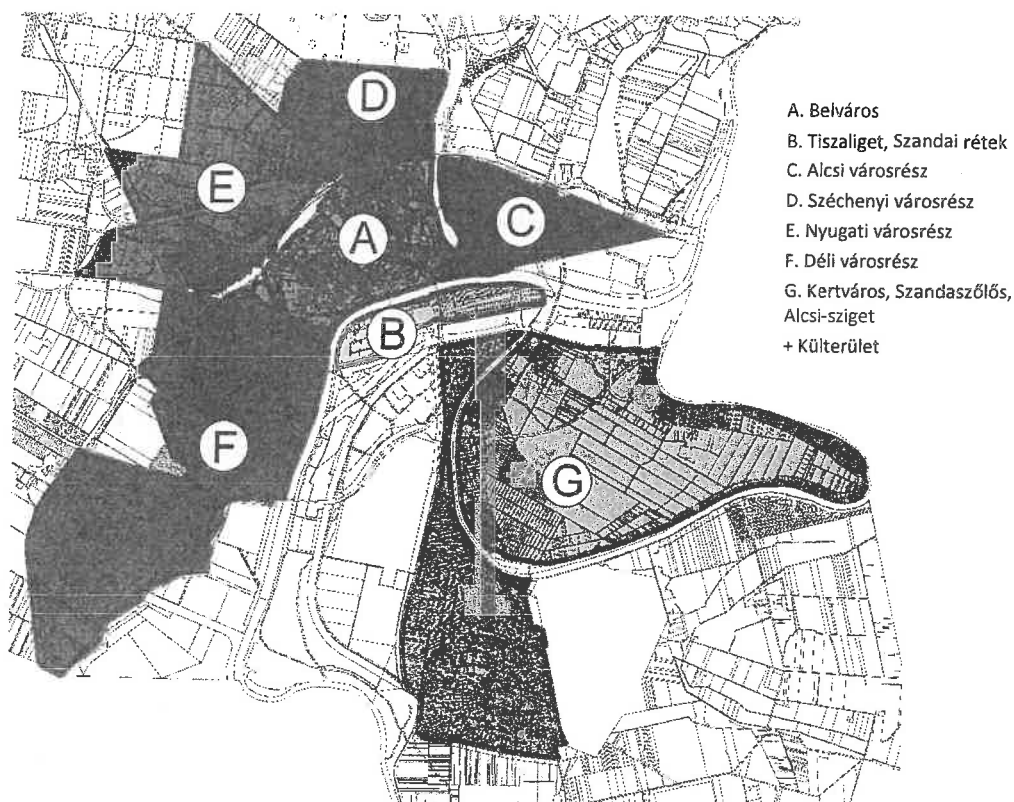 D
E
A
C
B
F
G
A. Belváros
B. Tiszaliget, Szandai rétek
C. Alcsi városrész
D. Széchenyi városrész
E. Nyugati városrész
F. Déli városrész
G. Kertváros, Szandaszőlős,
Alcsi-sziget
+ Külterület